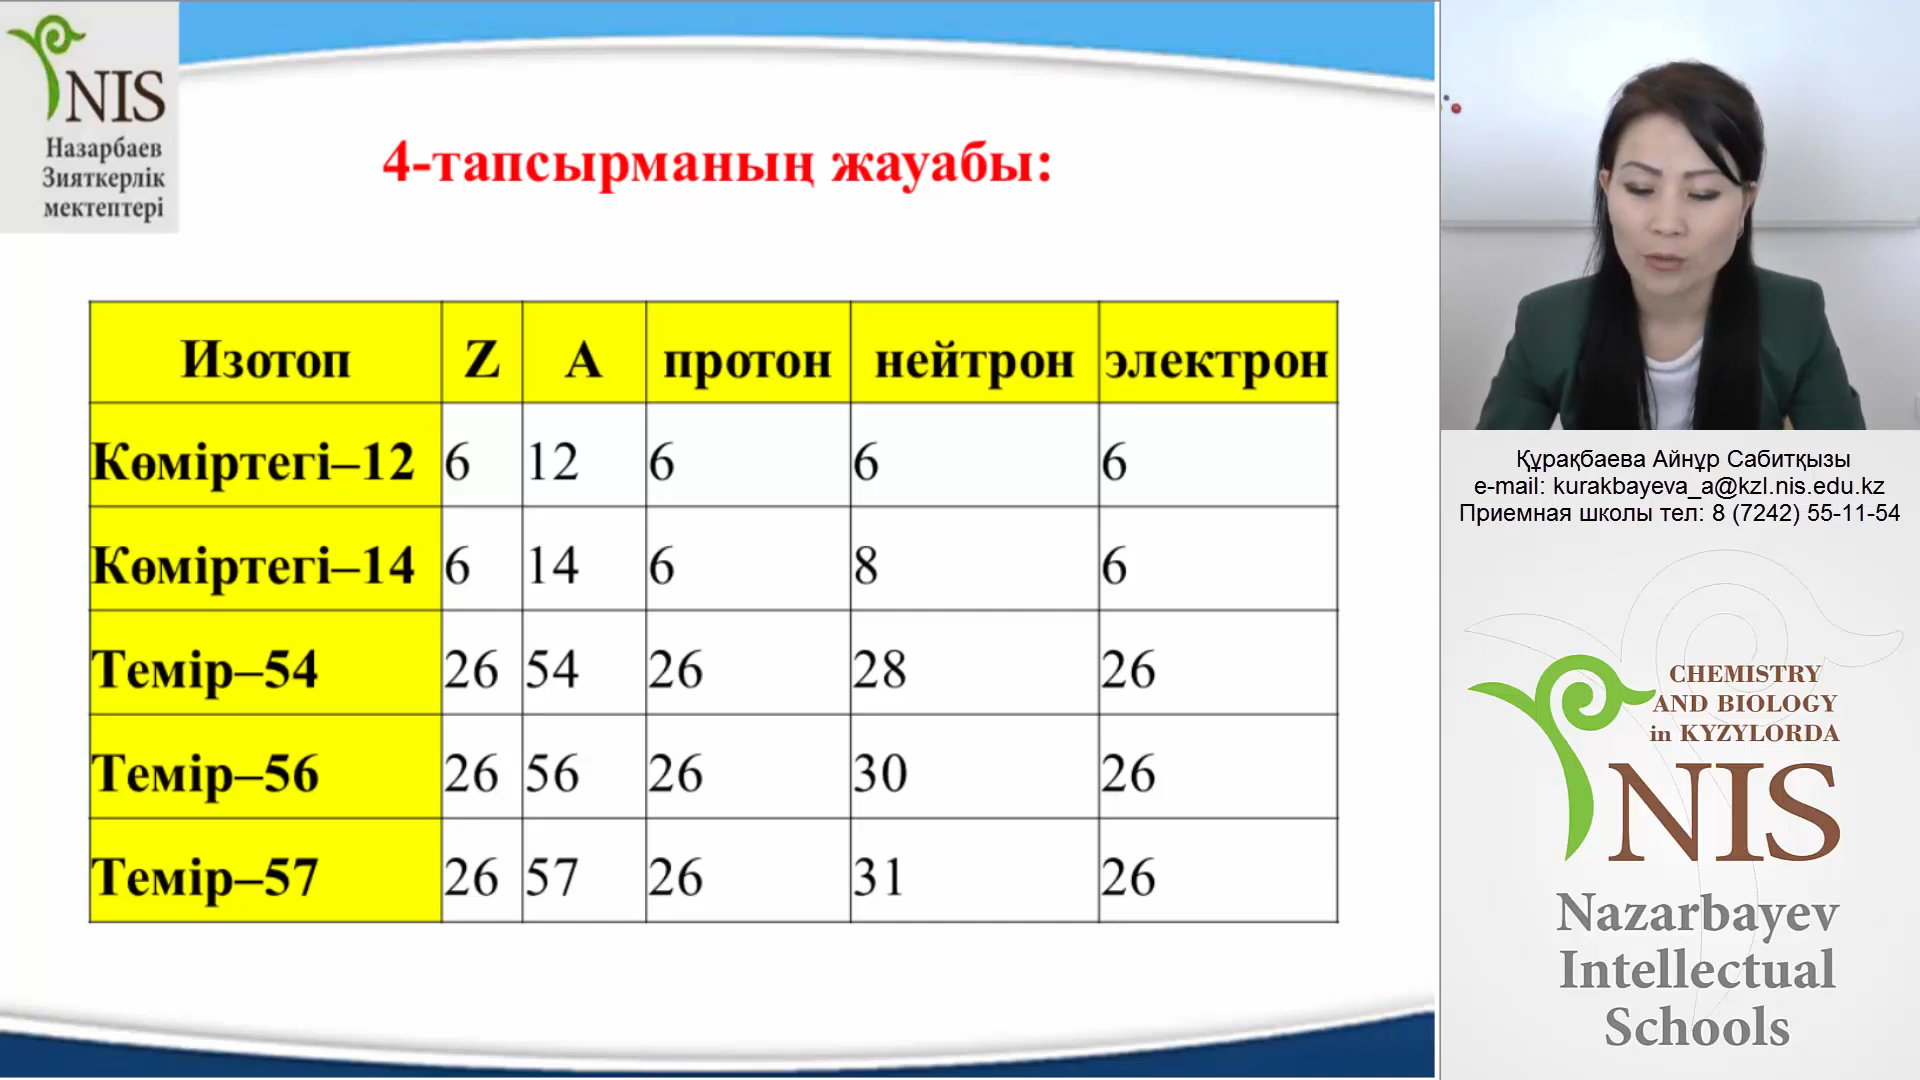 NIS
Назарбаев
Зияткерлік
мектептері
4-тапсырманың жауабы:
Изотоп Z A протон нейтрон электрон
Көміртегі–12 6 12 6 6 6
Көміртегі–14 6 14 6 8 6
Темір–54 26 54 26 28 26
Темір–56 26 56 26 30 26
Темір–57 26 57 26 31 26
Құрақбаева Айнұр Сабитқызы
e-mail: kurakbayeva_a@kzl.nis.edu.kz
Приемная школы тел: 8 (7242) 55-11-54
CHEMISTRY
AND BIOLOGY
in KYZYLORDA
NIS
Nazarbayev
Intellectual
Schools